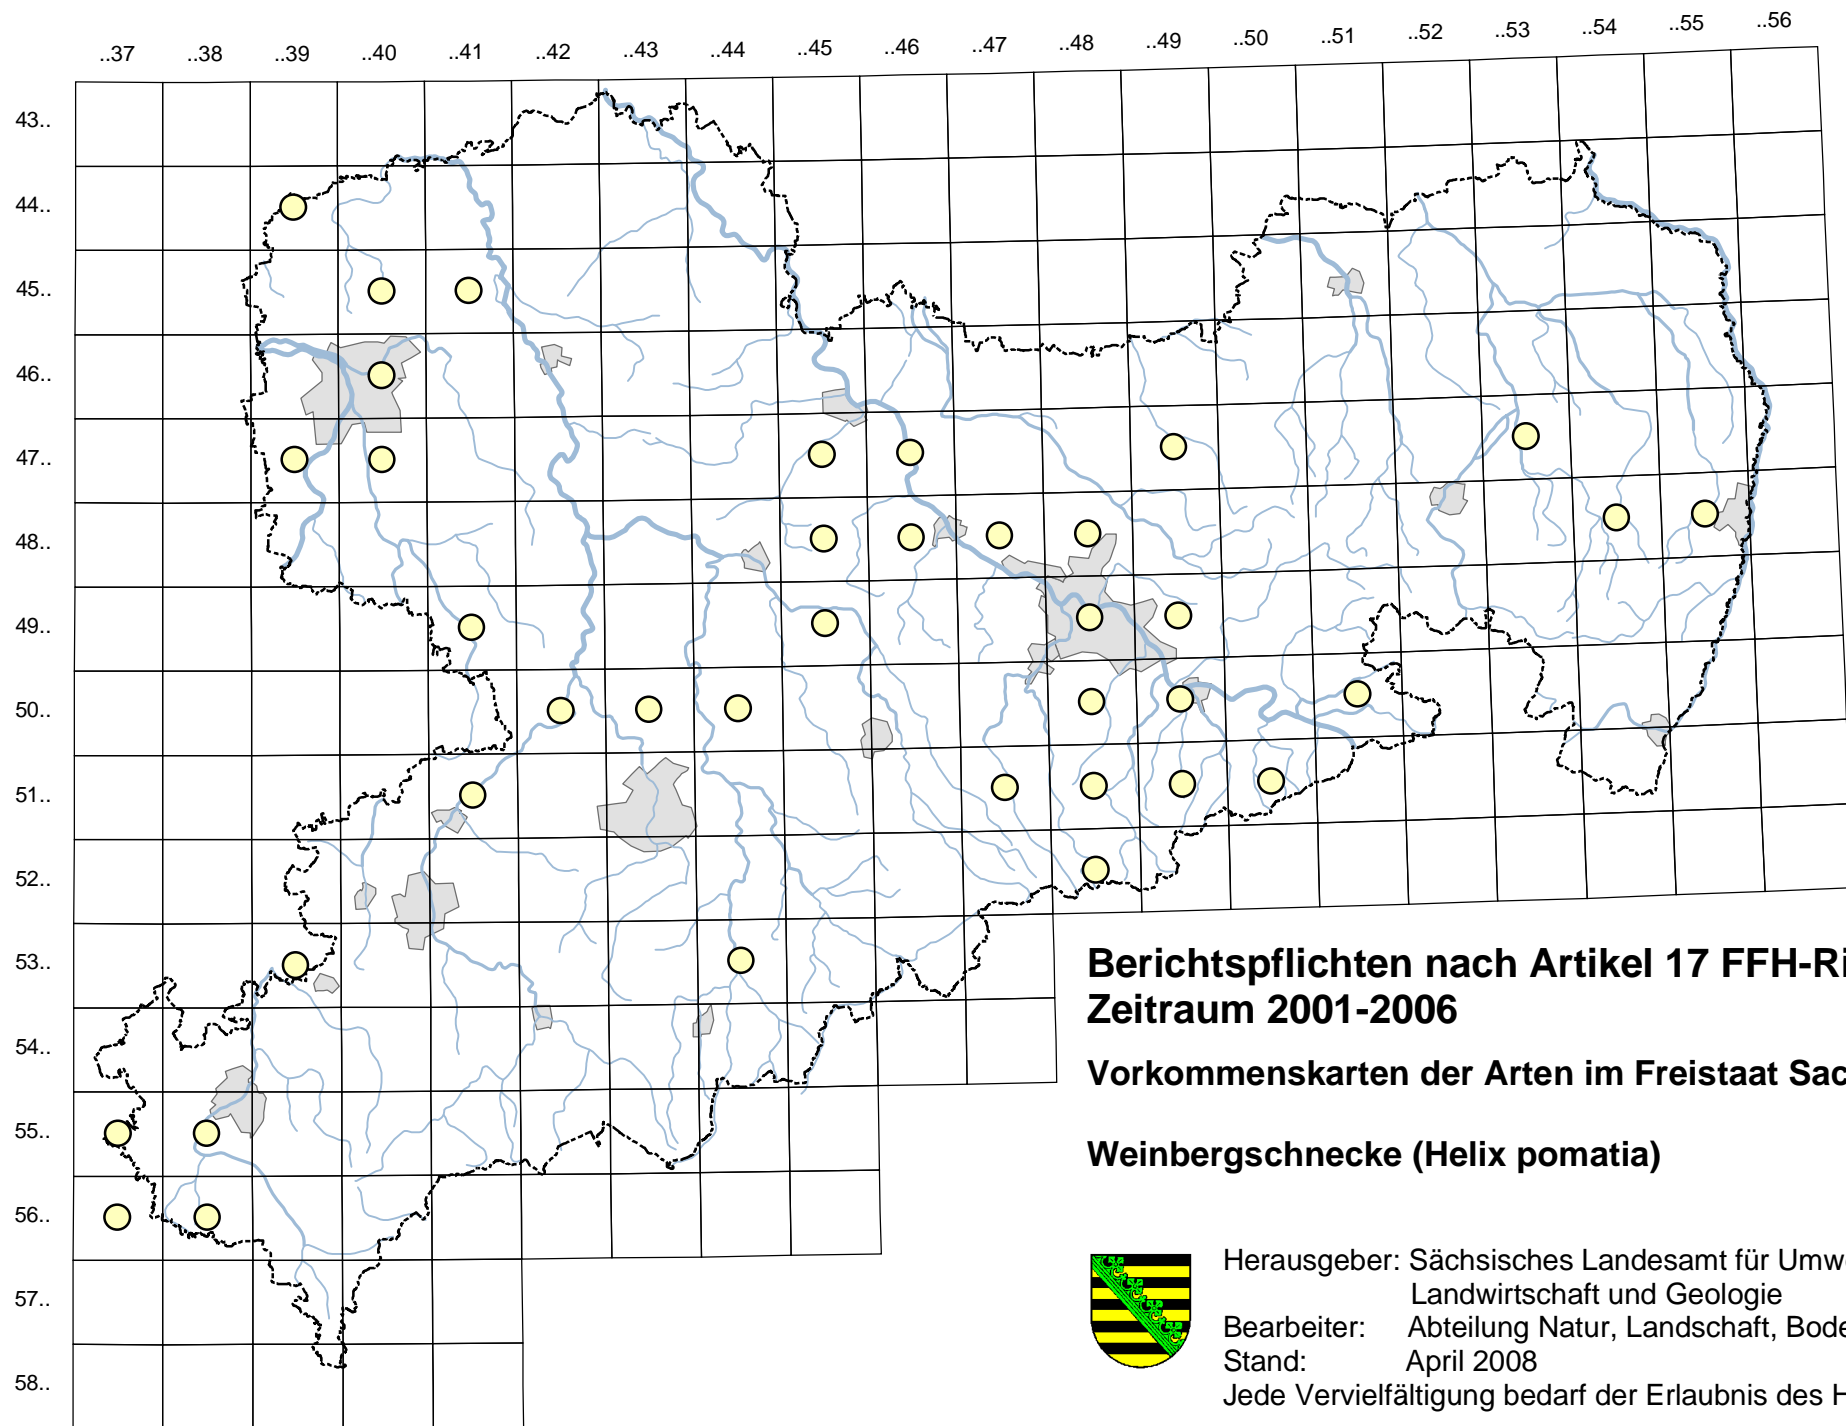 ..37 ..38 ..39 ..40 ..41 ..42 ..43 ..44 ..45 ..46 ..47 ..48 ..49 ..50 ..51 ..52 ..53 ..54 ..55 ..56
43..
44..
45..
46..
47..
48..
49..
50..
51..
52..
53..
54..
55..
56..
57..
58..
Berichtspflichten nach Artikel 17 FFH-Ri
Zeitraum 2001-2006
Vorkommenskarten der Arten im Freistaat Sac
Weinbergschnecke (Helix pomatia)
Herausgeber: Sächsisches Landesamt für Umw
Landwirtschaft und Geologie
Bearbeiter: Abteilung Natur, Landschaft, Bode
Stand: April 2008
Jede Vervielfältigung bedarf der Erlaubnis des H